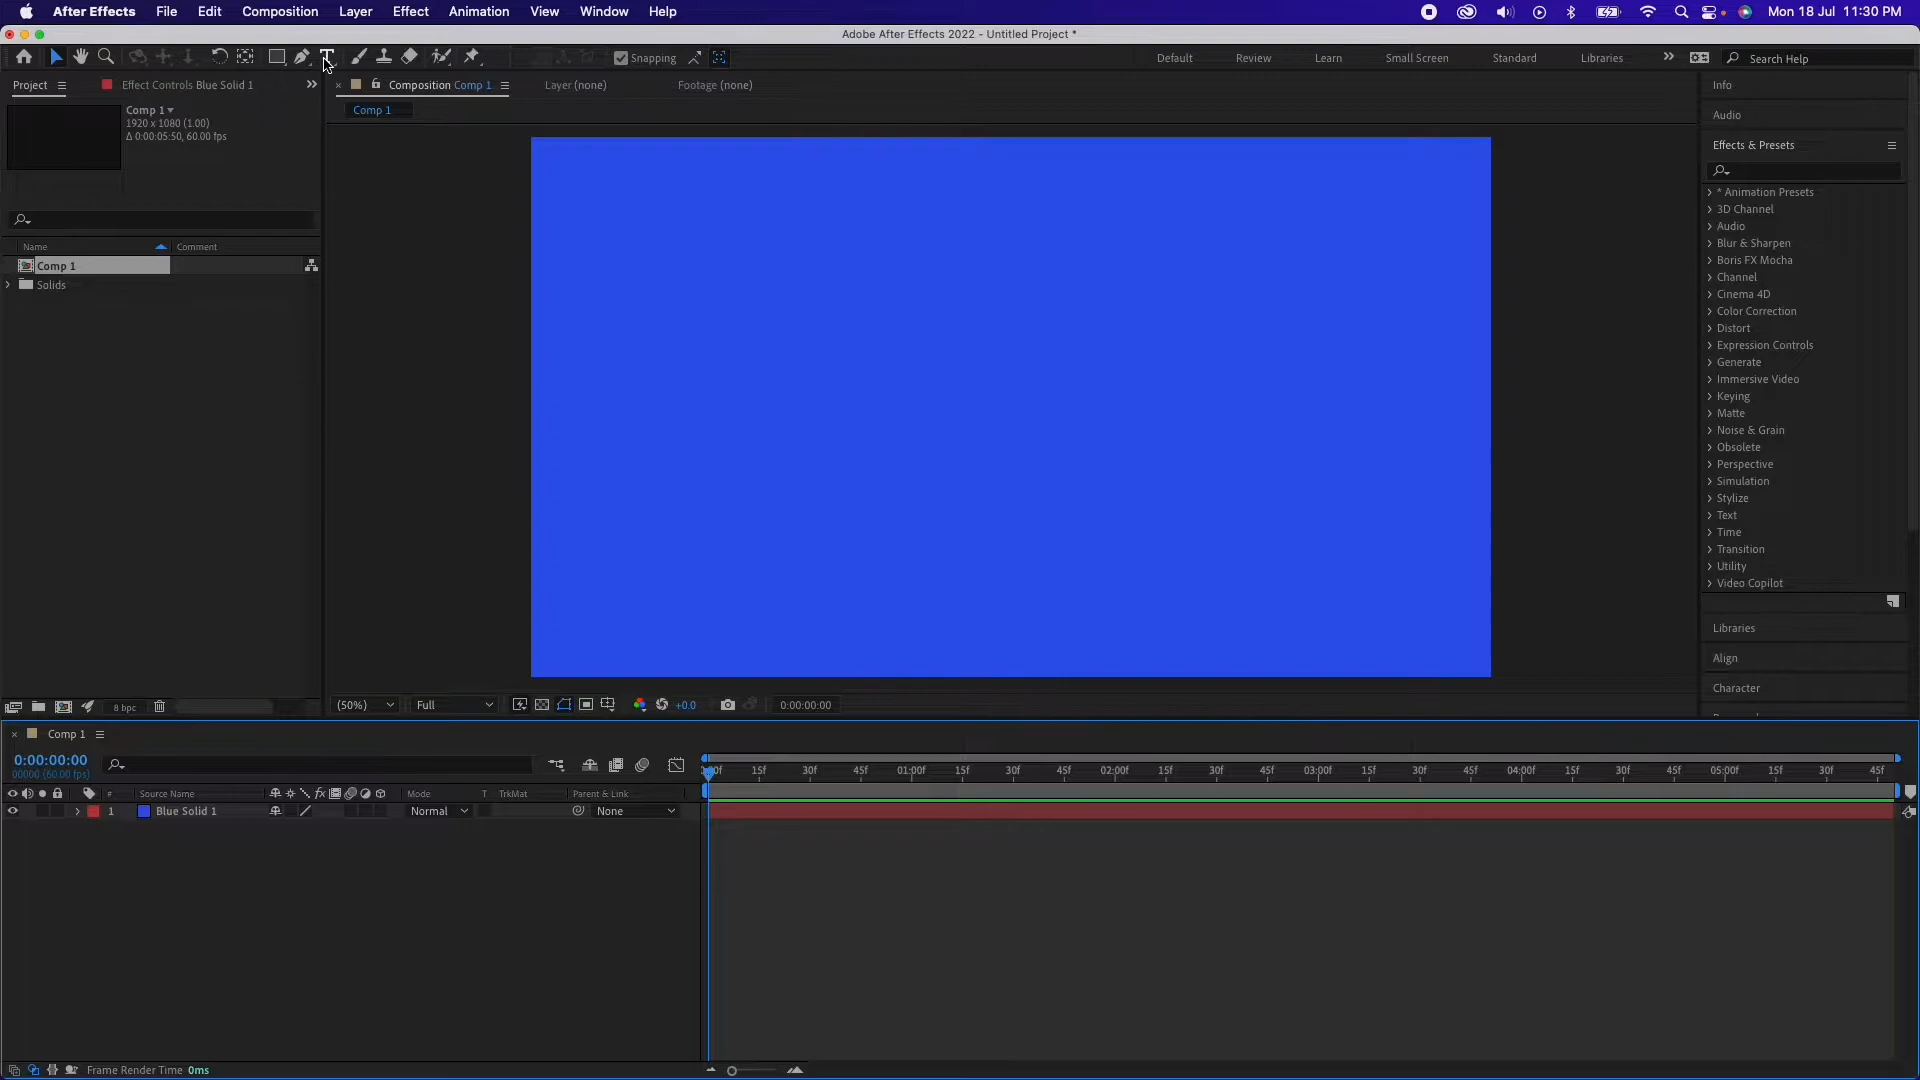 After Effects File Edit Composition Layer Effect Animation View Window Help Mon 18 Jul 11:30 PM
Adobe After Effects 2022 - Untitled Project *
Snapping Default Review Learn Small Screen Standard Libraries Search Help
Project Effect Controls Blue Solid 1 Composition Comp 1 Layer (none) Footage (none) Info
Comp 1
1920 x 1080 (1.00)
Δ 0:00:05:50, 60.00 fps
Comp 1
Audio
Effects & Presets
* Animation Presets
3D Channel
Audio
Blur & Sharpen
Boris FX Mocha
Channel
Cinema 4D
Color Correction
Distort
Expression Controls
Generate
Immersive Video
Keying
Matte
Noise & Grain
Obsolete
Perspective
Simulation
Stylize
Text
Time
Transition
Utility
Video Copilot
Libraries
Align
Character
Name Comment
Comp 1
Solids
8 bpc (50%) Full +0.0 0:00:00:00
Comp 1
0:00:00:00
00000 (60.00 fps)
15f 30f 45f 01:00f 15f 30f 45f 02:00f 15f 30f 45f 03:00f 15f 30f 45f 04:00f 15f 30f 45f 05:00f 15f 30f 45f
# Source Name fx Mode T TrkMat Parent & Link
1 Blue Solid 1 Normal None
Frame Render Time 0ms